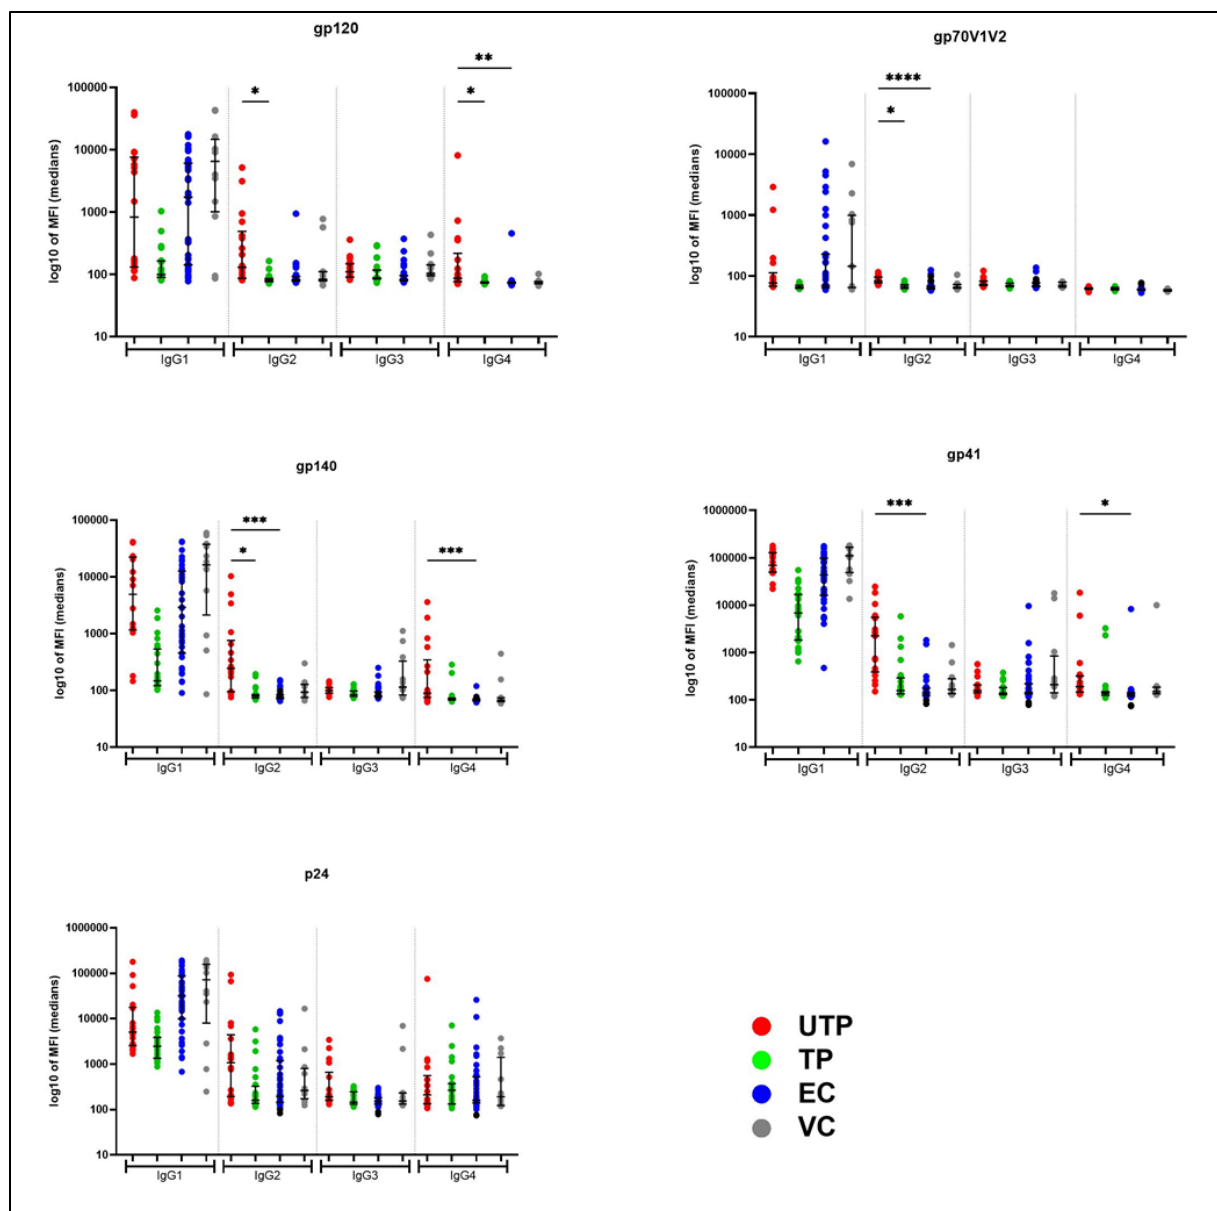 gp120
** 
* *
log10 of MFI (medians)
100000
10000
1000
100
10
IgG1 IgG2 IgG3 IgG4
gp70V1V2
****
*
log10 of MFI (medians)
100000
10000
1000
100
10
IgG1 IgG2 IgG3 IgG4
gp140
*** ***
*
log10 of MFI (medians)
100000
10000
1000
100
10
IgG1 IgG2 IgG3 IgG4
gp41
*** *
log10 of MFI (medians)
1000000
100000
10000
1000
100
10
IgG1 IgG2 IgG3 IgG4
p24
log10 of MFI (medians)
1000000
100000
10000
1000
100
10
IgG1 IgG2 IgG3 IgG4
UTP
TP
EC
VC